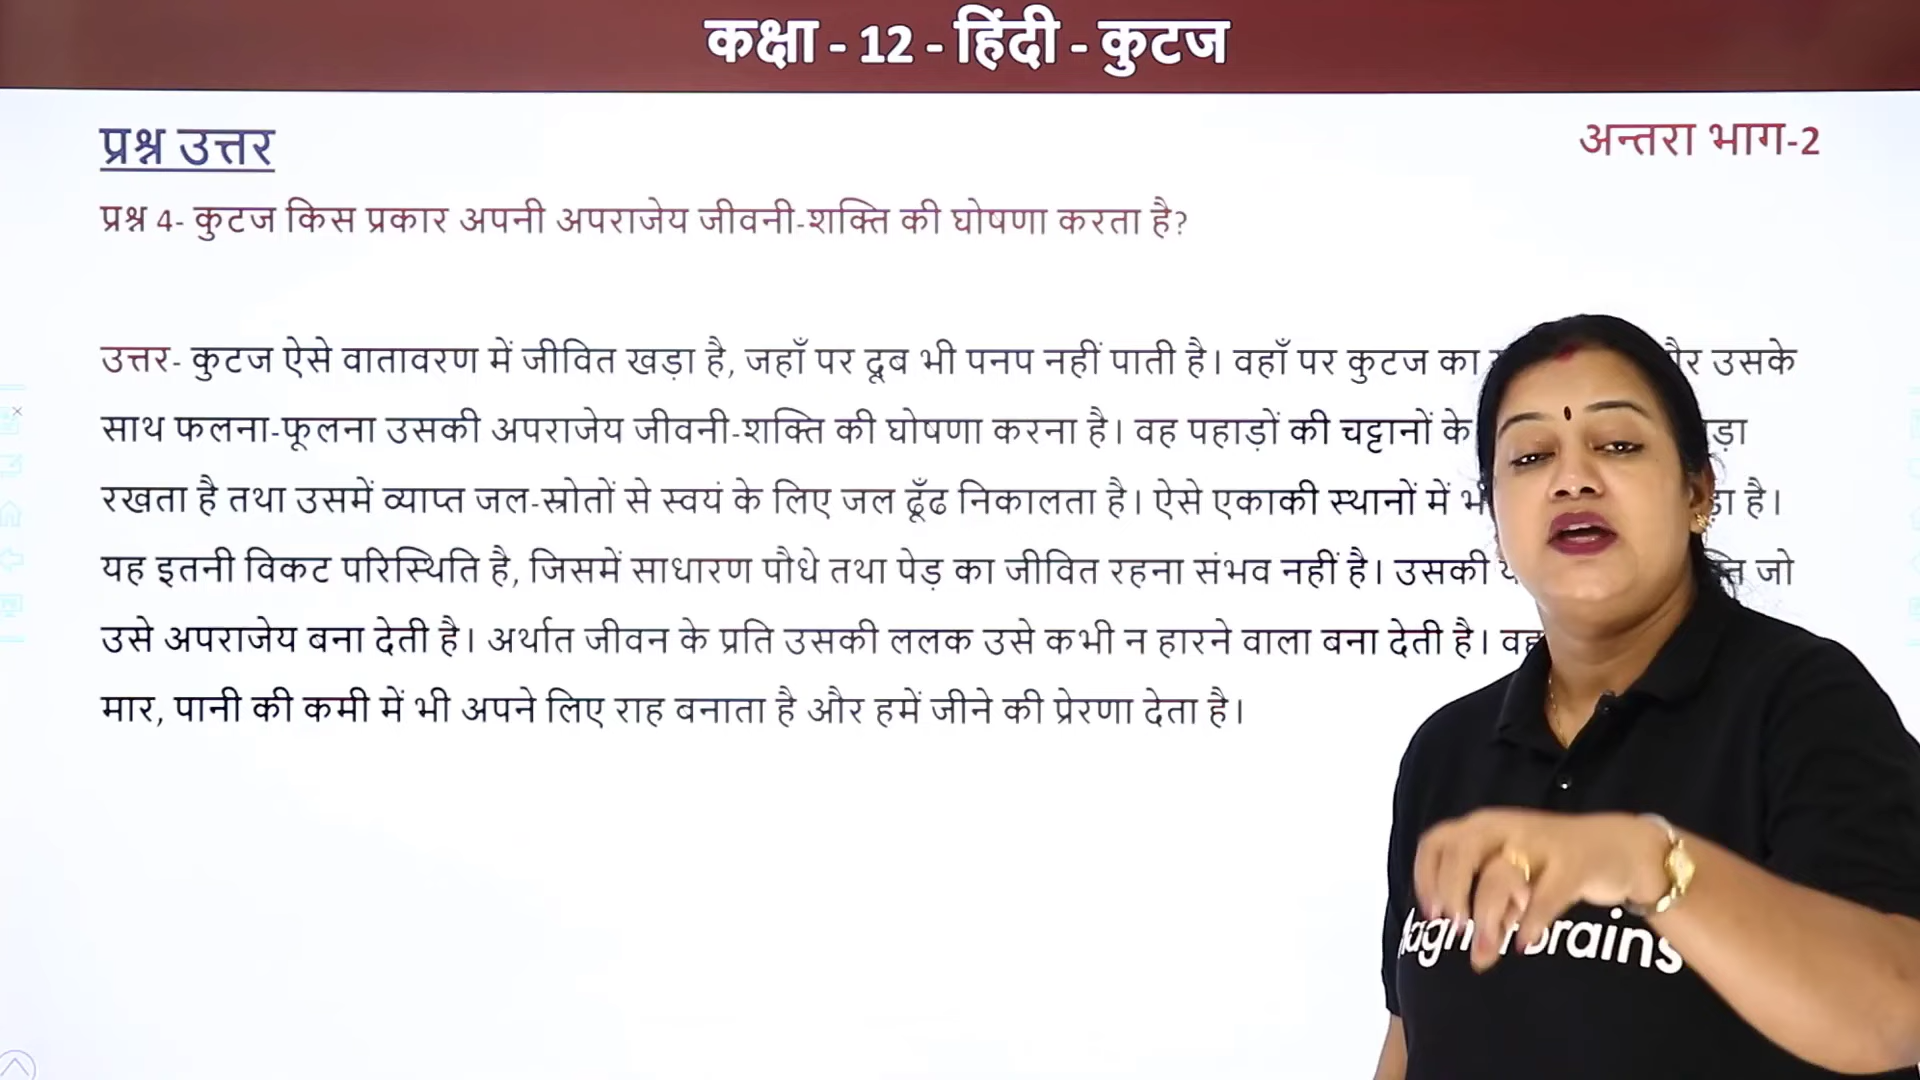 कक्षा - 12 - हिंदी - कुटज
प्रश्न उत्तर
अन्तरा भाग-2
प्रश्न 4- कुटज किस प्रकार अपनी अपराजेय जीवनी-शक्ति की घोषणा करता है?
उत्तर- कुटज ऐसे वातावरण में जीवित खड़ा है, जहाँ पर दूब भी पनप नहीं पाती है। वहाँ पर कुटज का उसके
साथ फलना-फूलना उसकी अपराजेय जीवनी-शक्ति की घोषणा करना है। वह पहाड़ों की चट्टानों के
रखता है तथा उसमें व्याप्त जल-स्रोतों से स्वयं के लिए जल ढूँढ निकालता है। ऐसे एकाकी स्थानों में है।
यह इतनी विकट परिस्थिति है, जिसमें साधारण पौधे तथा पेड़ का जीवित रहना संभव नहीं है। उसकी जो
उसे अपराजेय बना देती है। अर्थात जीवन के प्रति उसकी ललक उसे कभी न हारने वाला बना देती है। वह
मार, पानी की कमी में भी अपने लिए राह बनाता है और हमें जीने की प्रेरणा देता है।